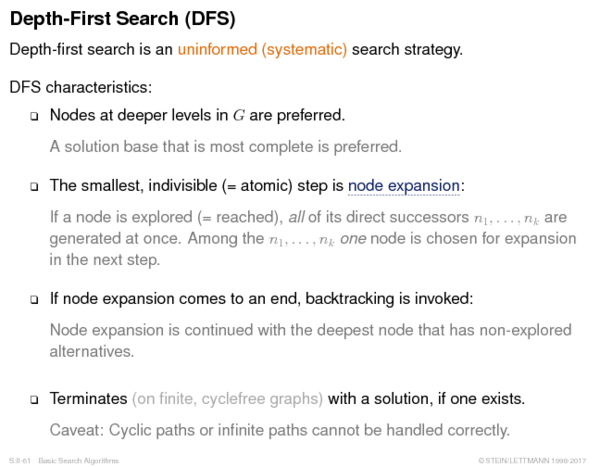 Depth-First Search (DFS)
Depth-first search is an uninformed (systematic) search strategy.
DFS characteristics:
❑ Nodes at deeper levels in G are preferred.
A solution base that is most complete is preferred.
❑ The smallest, indivisible (= atomic) step is node expansion:
If a node is explored (= reached), all of its direct successors n₁, . . . , nₖ are
generated at once. Among the n₁, . . . , nₖ one node is chosen for expansion
in the next step.
❑ If node expansion comes to an end, backtracking is invoked:
Node expansion is continued with the deepest node that has non-explored
alternatives.
❑ Terminates (on finite, cyclefree graphs) with a solution, if one exists.
Caveat: Cyclic paths or infinite paths cannot be handled correctly.
S:II-61 Basic Search Algorithms ©STEIN/LETTMANN 1998-2017